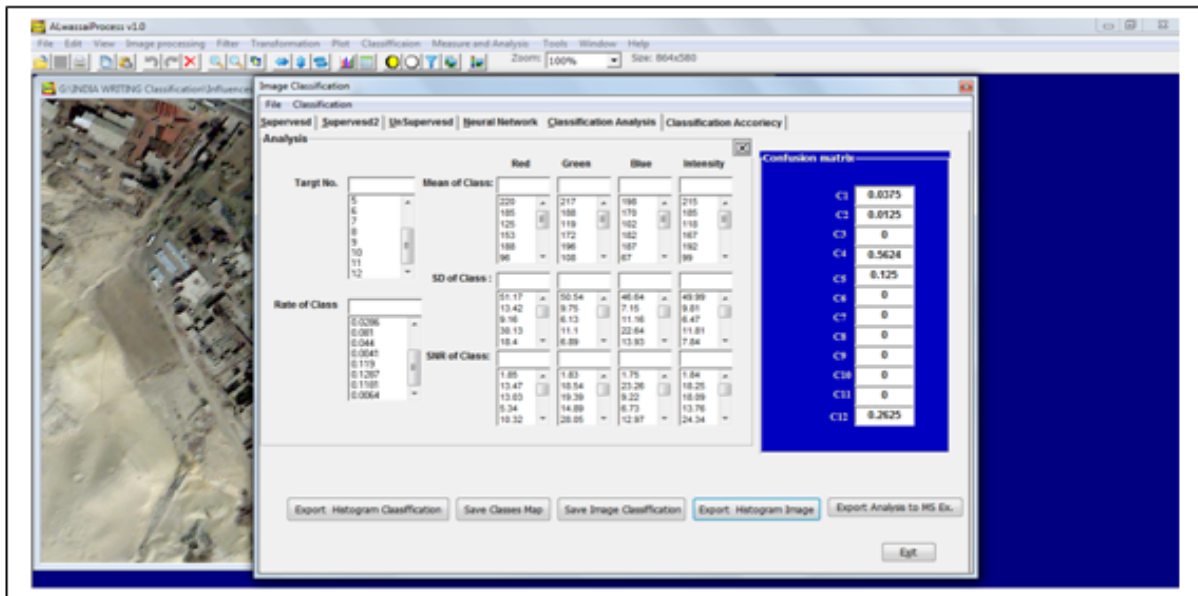 ALwassaiProcess v1.0
File Edit View Image processing Filter Transformation Plot Classificaion Measure and Analysis Tools Window Help
Zoom: 100% Size: 864x580
G:\INDIA WRITING Classification\Influence
Image Classification
File Classification
Supervesd Supervesd2 UnSupervesd Neural Network Classification Analysis Classification Accoriecy
Analysis
Red Green Blue Intensity
Targt No. Mean of Class:
5
6
7
8
9
10
11
12
220 217 198 215
185 188 179 185
125 119 102 118
153 172 182 167
188 196 187 192
96 108 67 99
SD of Class :
51.17 50.54 46.64 49.99
13.42 9.75 7.15 9.81
9.16 6.13 11.16 6.47
38.13 11.1 22.64 11.81
18.4 6.89 13.93 7.84
Rate of Class
0.0286
0.081
0.044
0.0041
0.119
0.1287
0.1181
0.0064
SNR of Class:
1.85 1.83 1.75 1.84
13.47 18.54 23.26 18.25
13.03 19.39 9.22 18.09
5.34 14.89 6.73 13.76
10.32 28.05 12.97 24.34
Confusion matrix
C1 0.0375
C2 0.0125
C3 0
C4 0.5624
C5 0.125
C6 0
C7 0
C8 0
C9 0
C10 0
C11 0
C12 0.2625
Export Histogram Claasification Save Classes Map Save Image Classification Export Histogram Image Export Analysis to MS Ex.
Exit